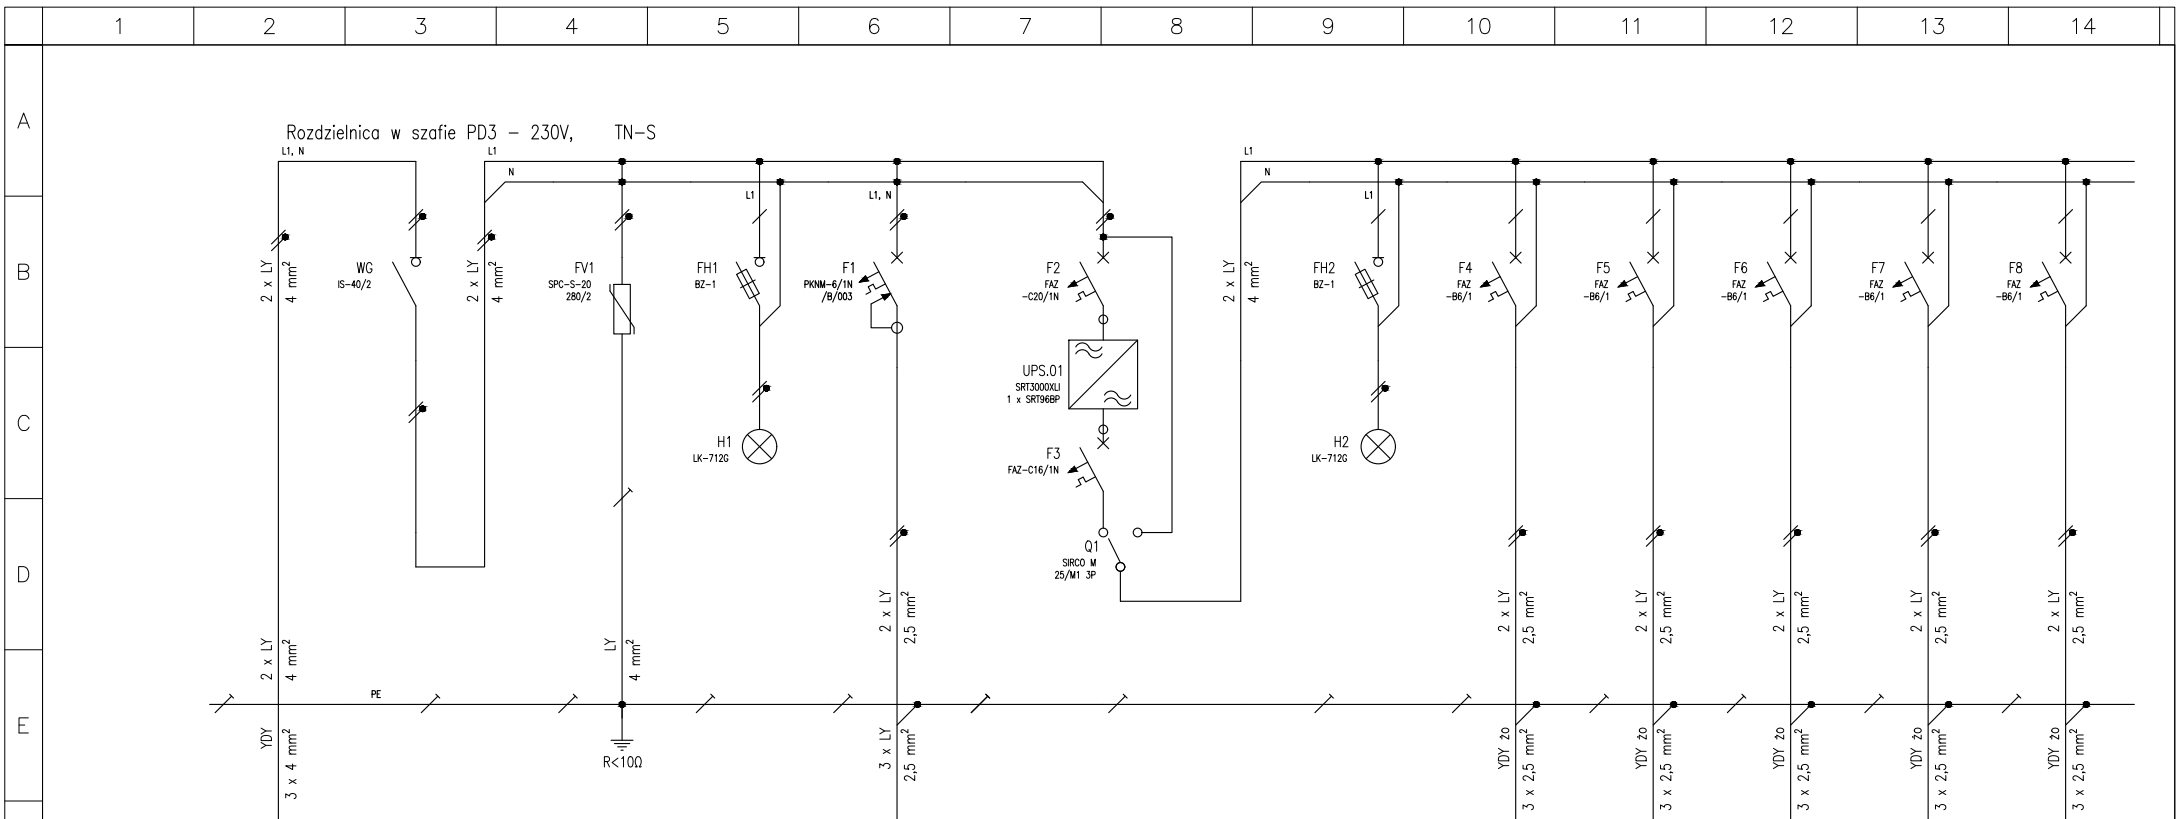 1 2 3 4 5 6 7 8 9 10 11 12 13 14
A
Rozdzielnica w szafie PD3 – 230V, TN–S
L1, N
L1
N
L1
L1, N
L1
N
L1
B
2 x LY
4 mm²
WG
IS–40/2
2 x LY
4 mm²
FV1
SPC–S–20
280/2
FH1
BZ–1
F1
PKNM–6/1N
/B/003
F2
FAZ
–C20/1N
2 x LY
4 mm²
FH2
BZ–1
F4
FAZ
–B6/1
F5
FAZ
–B6/1
F6
FAZ
–B6/1
F7
FAZ
–B6/1
F8
FAZ
–B6/1
C
UPS.01
SRT3000XLI
1 x SRT96BP
H1
LK–712G
F3
FAZ–C16/1N
H2
LK–712G
D
Q1
SIRCO M
25/M1 3P
2 x LY
4 mm²
LY
4 mm²
2 x LY
2,5 mm²
2 x LY
2,5 mm²
2 x LY
2,5 mm²
2 x LY
2,5 mm²
2 x LY
2,5 mm²
2 x LY
2,5 mm²
E
PE
YDY
3 x 4 mm²
R<10Ω
3 x LY
2,5 mm²
YDY żo
3 x 2,5 mm²
YDY żo
3 x 2,5 mm²
YDY żo
3 x 2,5 mm²
YDY żo
3 x 2,5 mm²
YDY żo
3 x 2,5 mm²